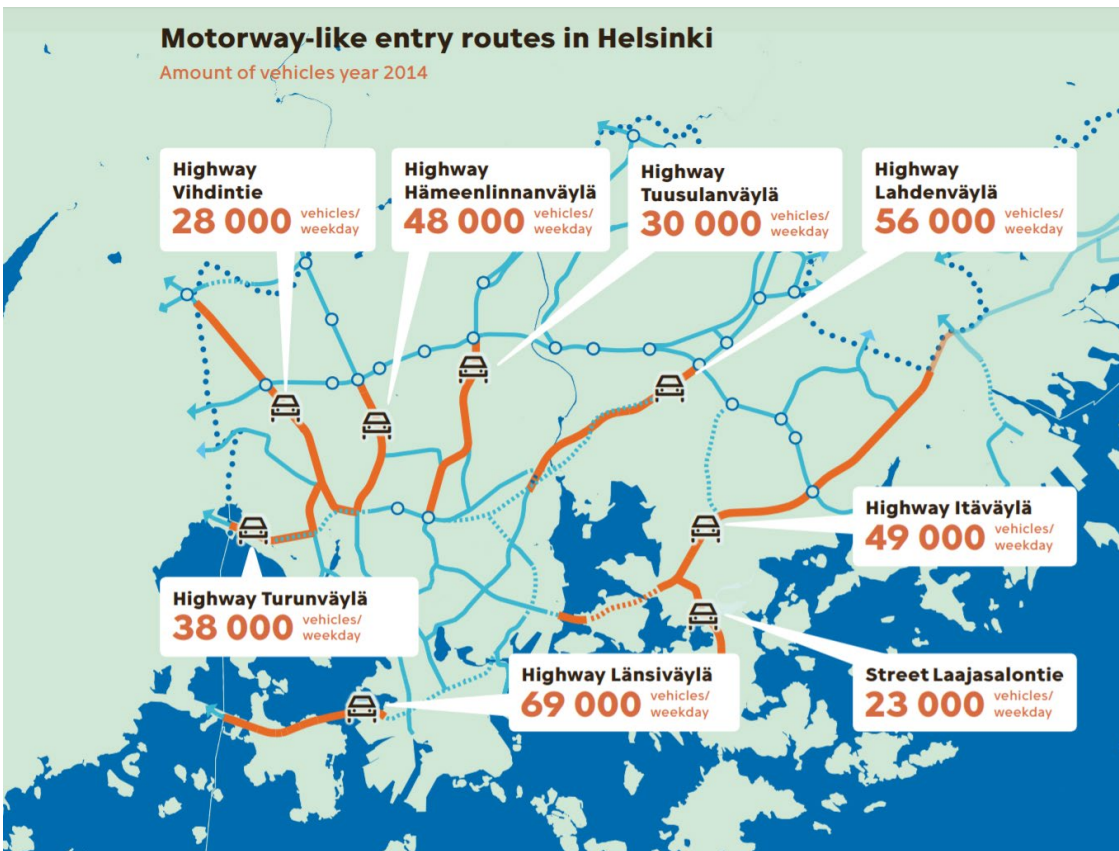 Motorway-like entry routes in Helsinki
Amount of vehicles year 2014
Highway
Vihdintie
28 000 vehicles/
weekday
Highway
Hämeenlinnanväylä
48 000 vehicles/
weekday
Highway
Tuusulanväylä
30 000 vehicles/
weekday
Highway
Lahdenväylä
56 000 vehicles/
weekday
Highway Itäväylä
49 000 vehicles/
weekday
Highway Turunväylä
38 000 vehicles/
weekday
Highway Länsiväylä
69 000 vehicles/
weekday
Street Laajasalontie
23 000 vehicles/
weekday